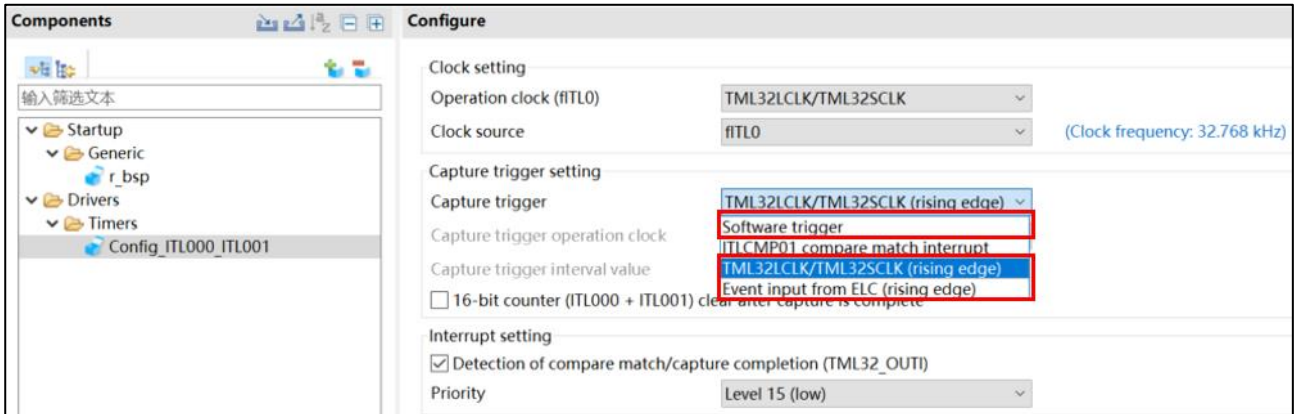 Components
输入筛选文本
Startup
Generic
r_bsp
Drivers
Timers
Config_ITL000_ITL001
Configure
Clock setting
Operation clock (fITL0) TML32LCLK/TML32SCLK
Clock source fITL0 (Clock frequency: 32.768 kHz)
Capture trigger setting
Capture trigger TML32LCLK/TML32SCLK (rising edge)
Software trigger
Capture trigger operation clock ITLCMP01 compare match interrupt
Capture trigger interval value TML32LCLK/TML32SCLK (rising edge)
Event input from ELC (rising edge)
16-bit counter (ITL000 + ITL001) clear after capture is complete
Interrupt setting
Detection of compare match/capture completion (TML32_OUTI)
Priority Level 15 (low)